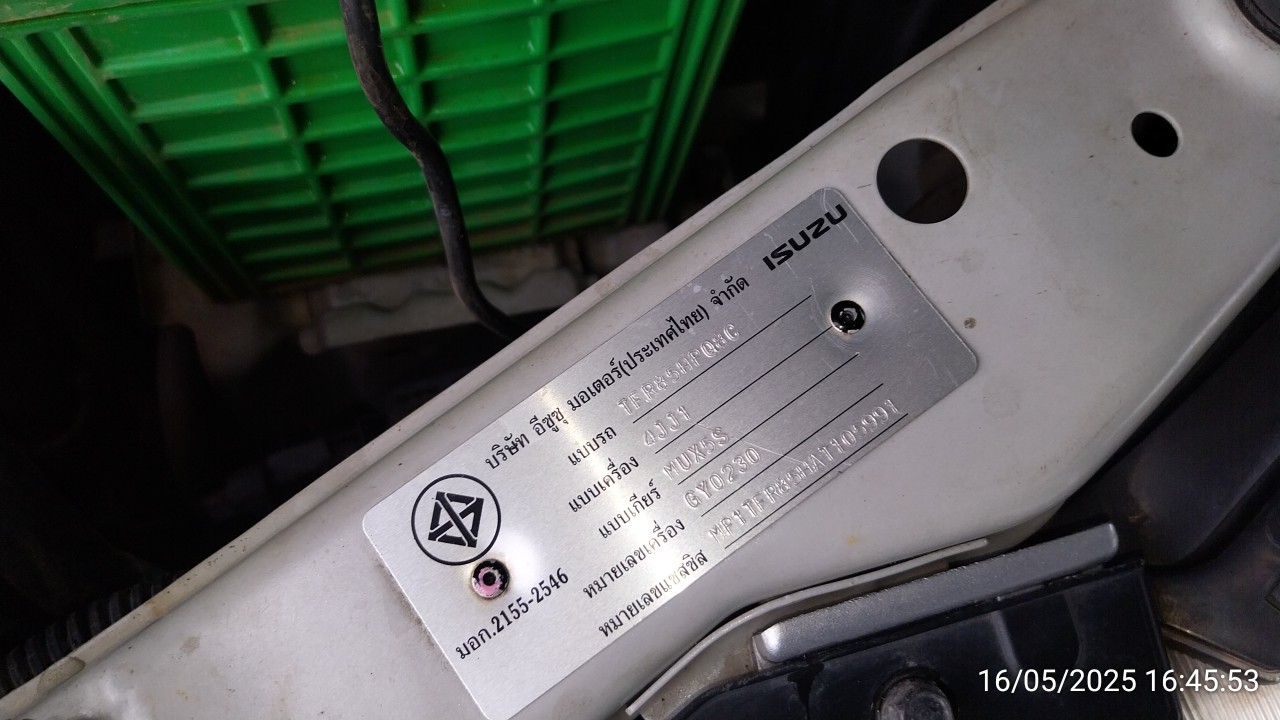 ISUZU
บริษัท อีซูซุ มอเตอร์(ประเทศไทย) จำกัด
แบบรถ TFR85HP08C
แบบเครื่อง 4JJ1
แบบเกียร์ MUX5S
หมายเลขเครื่อง GY0230
หมายเลขแชสซิส MP1TFR85HAT103991
มอก.2155-2546
16/05/2025 16:45:53